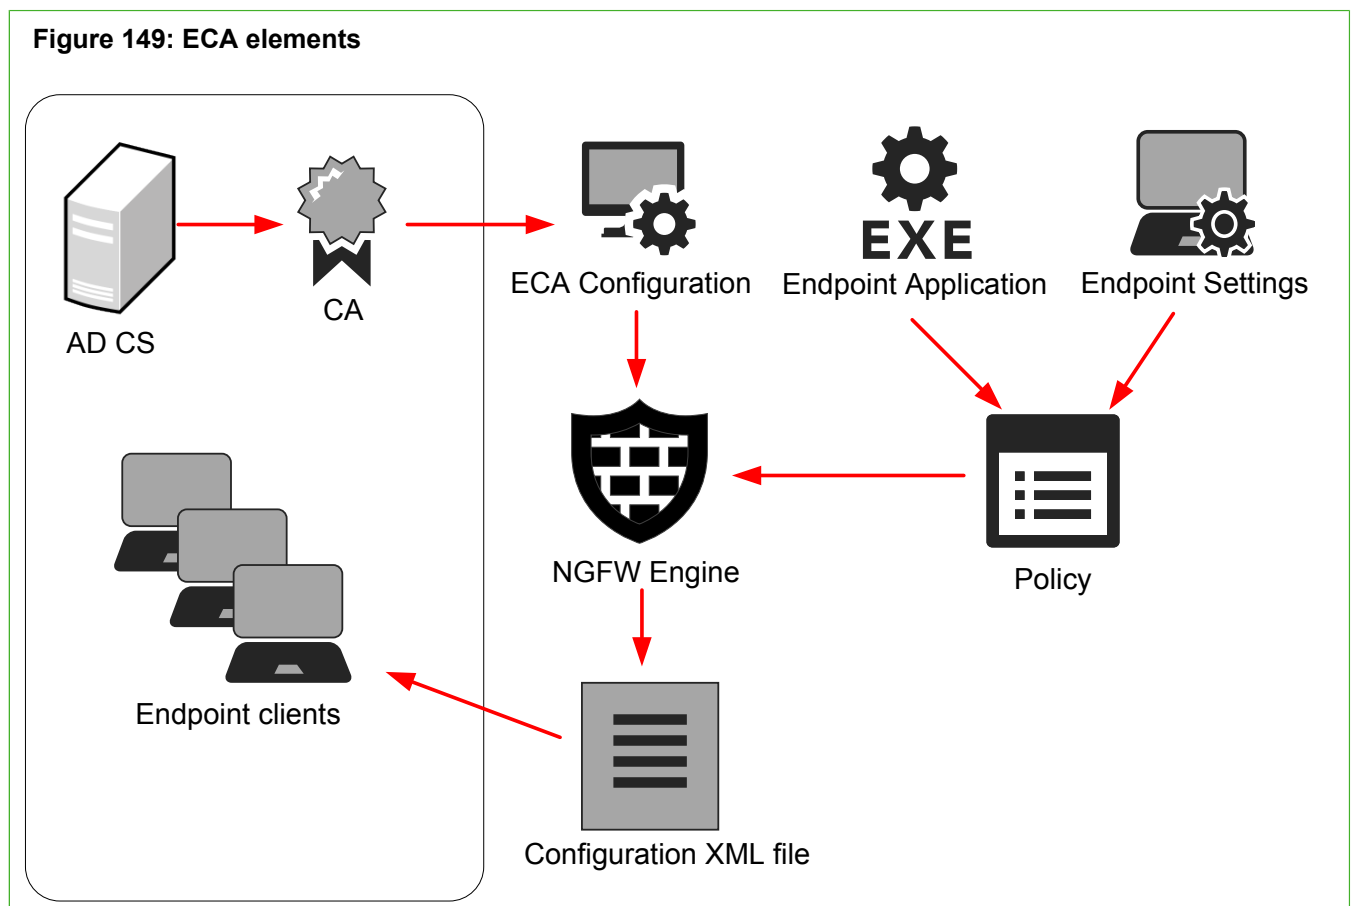 Figure 149: ECA elements
AD CS
CA
ECA Configuration
EXE
Endpoint Application
Endpoint Settings
NGFW Engine
Policy
Endpoint clients
Configuration XML file